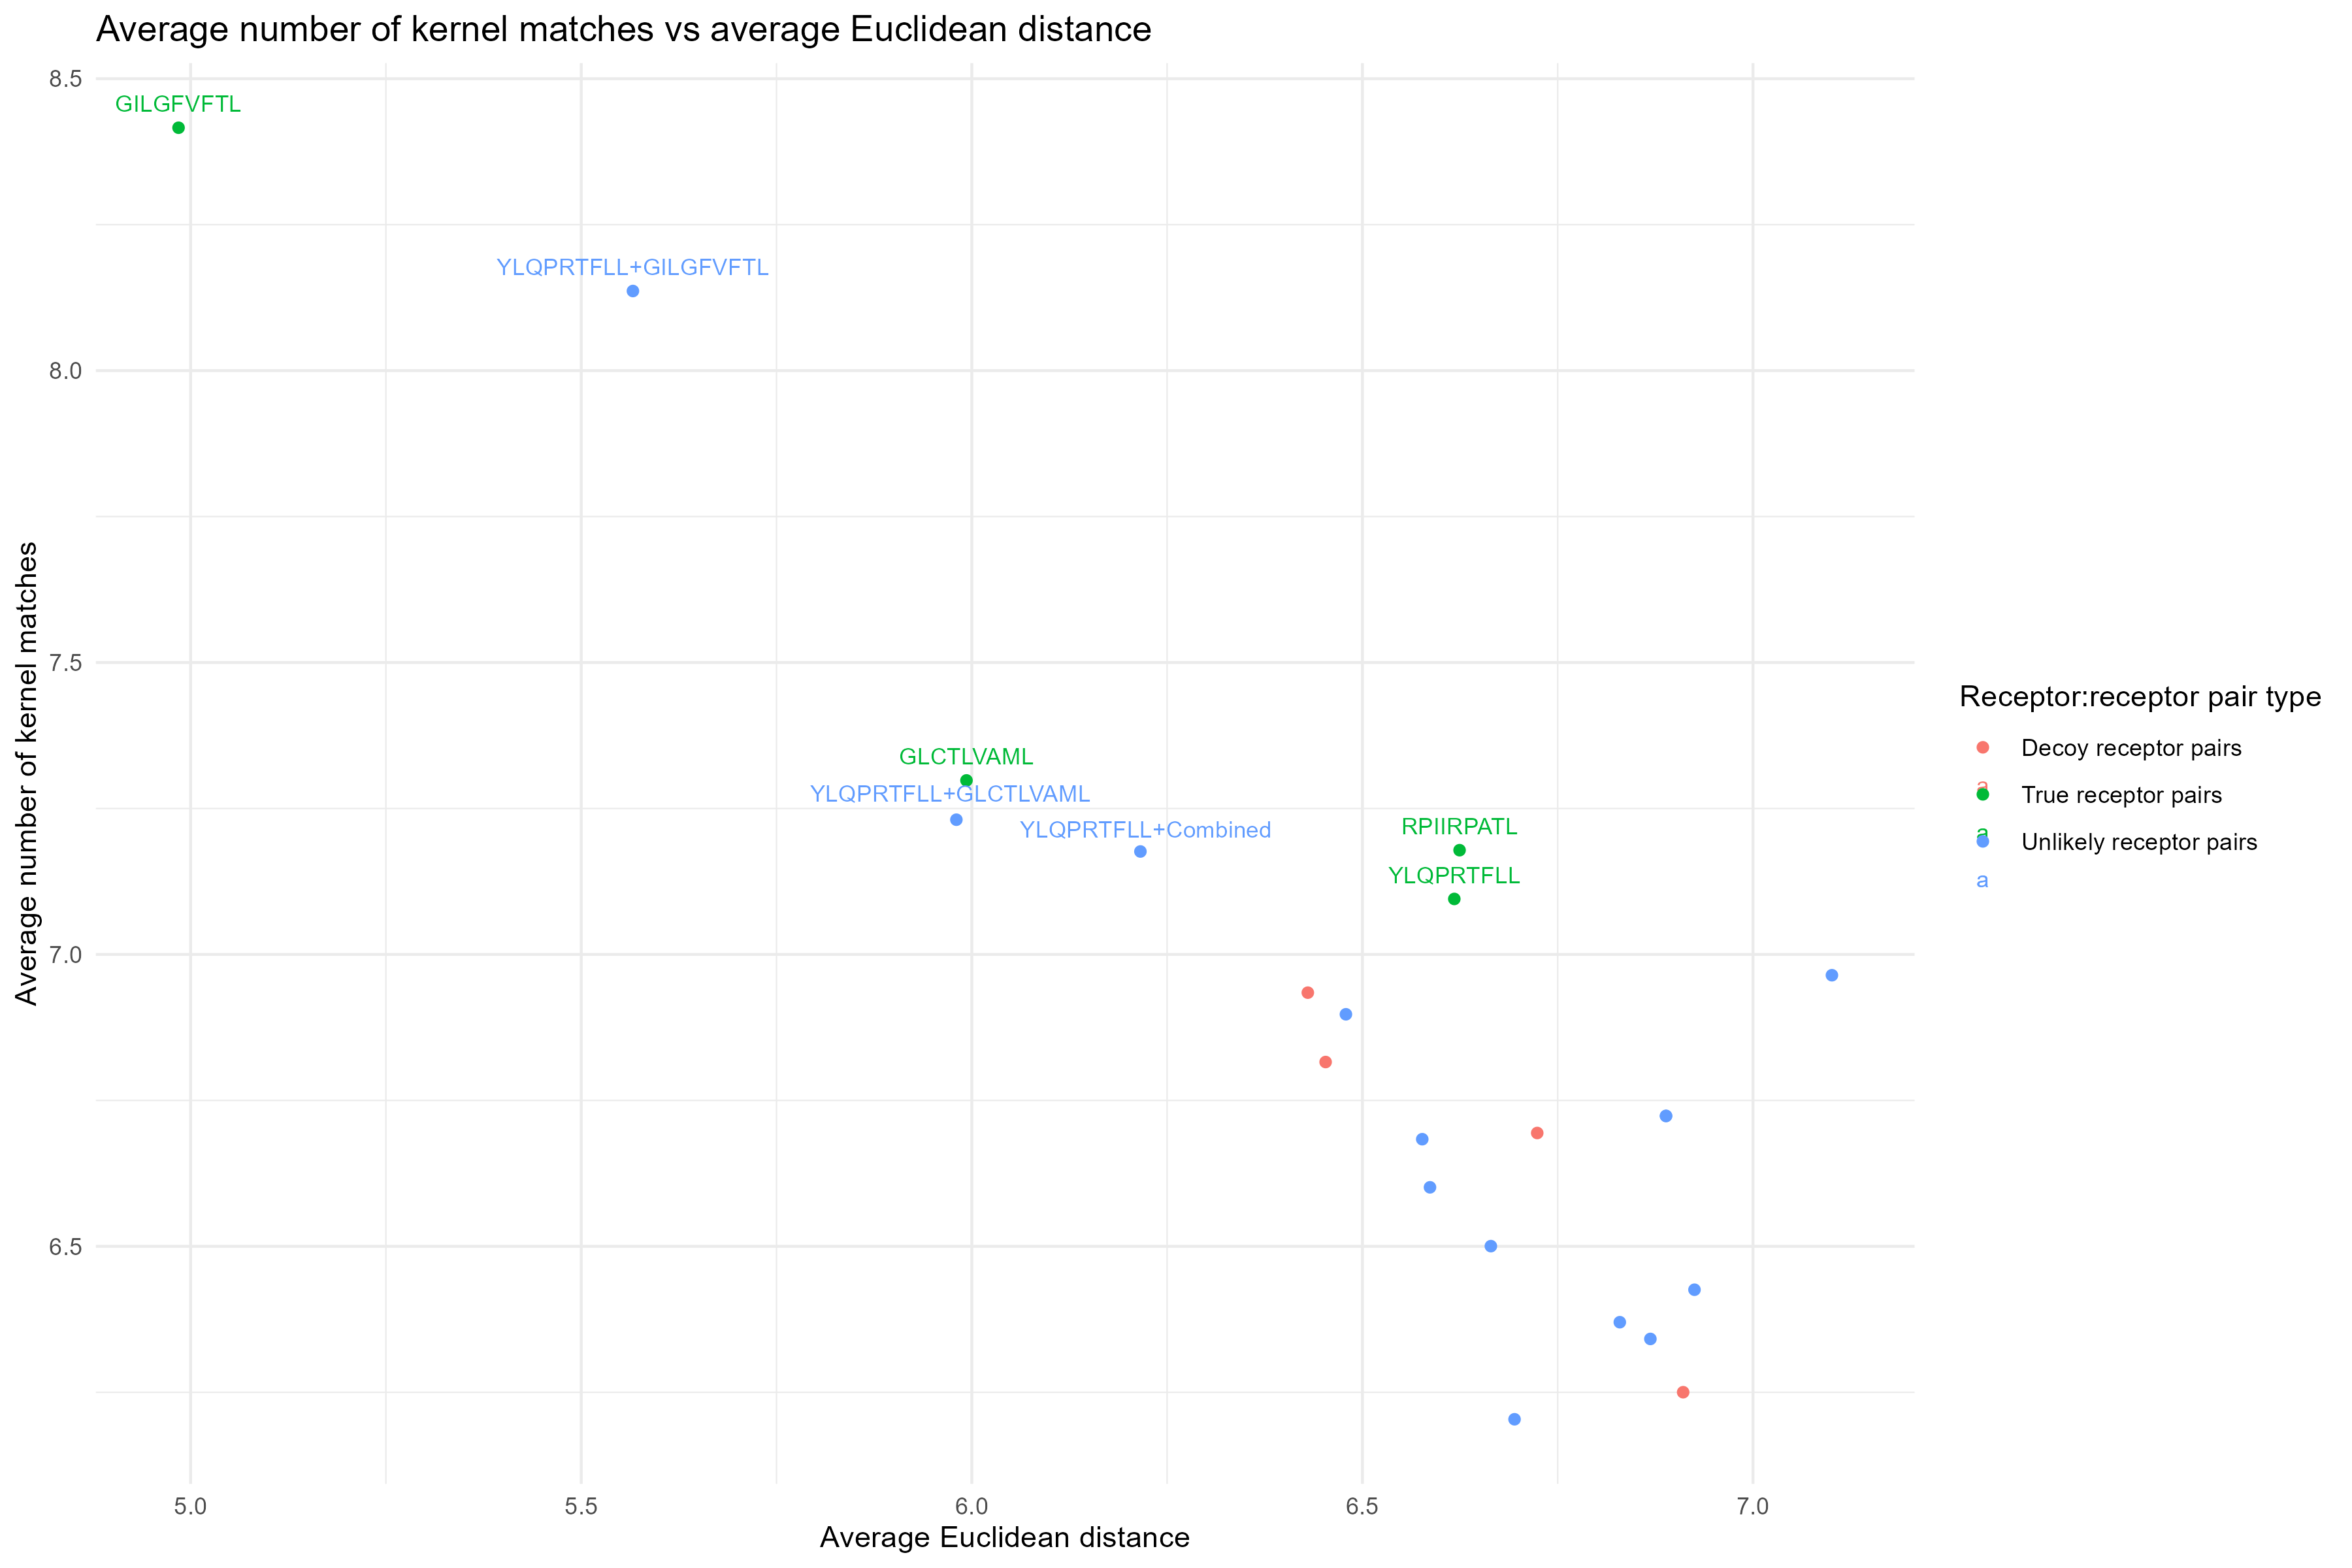 Average number of kernel matches vs average Euclidean distance
8.5
GILGFVFTL
YLQPRTFLL+GILGFVFTL
8.0
7.5
GLCTLVAML
YLQPRTFLL+GLCTLVAML
YLQPRTFLL+Combined
RPIIRPATL
YLQPRTFLL
7.0
6.5
Average number of kernel matches
5.0
5.5
6.0
6.5
7.0
Average Euclidean distance
Receptor:receptor pair type
Decoy receptor pairs
a
True receptor pairs
a
Unlikely receptor pairs
a